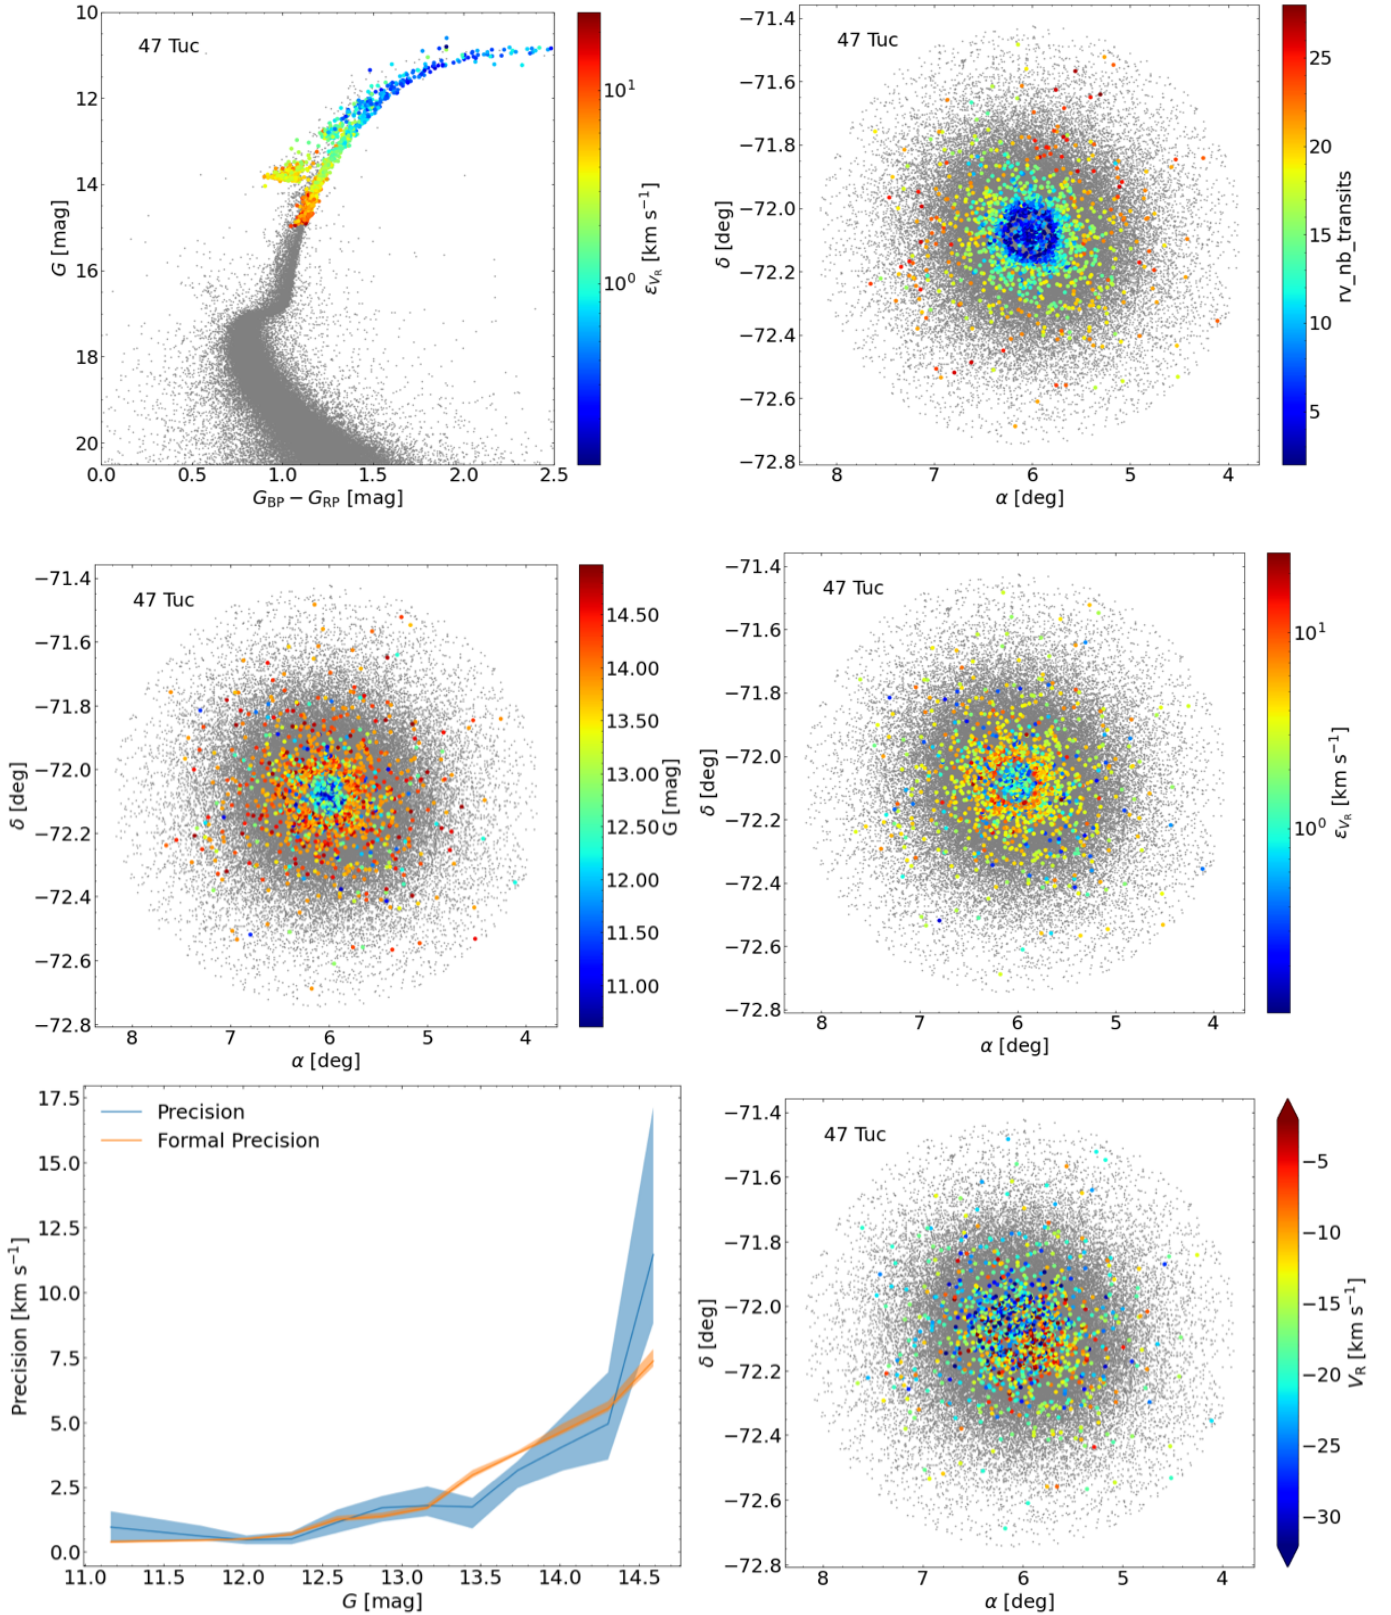 47 Tuc
10
12
14
16
18
20
G [mag]
0.0 0.5 1.0 1.5 2.0 2.5
G_BP − G_RP [mag]
10¹
10⁰
ε_V_R [km s⁻¹]
47 Tuc
−71.4
−71.6
−71.8
−72.0
−72.2
−72.4
−72.6
−72.8
δ [deg]
8 7 6 5 4
α [deg]
25
20
15
10
5
rv_nb_transits
47 Tuc
−71.4
−71.6
−71.8
−72.0
−72.2
−72.4
−72.6
−72.8
δ [deg]
8 7 6 5 4
α [deg]
14.50
14.00
13.50
13.00
12.50
12.00
11.50
11.00
G [mag]
47 Tuc
−71.4
−71.6
−71.8
−72.0
−72.2
−72.4
−72.6
−72.8
δ [deg]
8 7 6 5 4
α [deg]
10¹
10⁰
ε_V_R [km s⁻¹]
Precision
Formal Precision
17.5
15.0
12.5
10.0
7.5
5.0
2.5
0.0
Precision [km s⁻¹]
11.0 11.5 12.0 12.5 13.0 13.5 14.0 14.5
G [mag]
47 Tuc
−71.4
−71.6
−71.8
−72.0
−72.2
−72.4
−72.6
−72.8
δ [deg]
8 7 6 5 4
α [deg]
−5
−10
−15
−20
−25
−30
V_R [km s⁻¹]